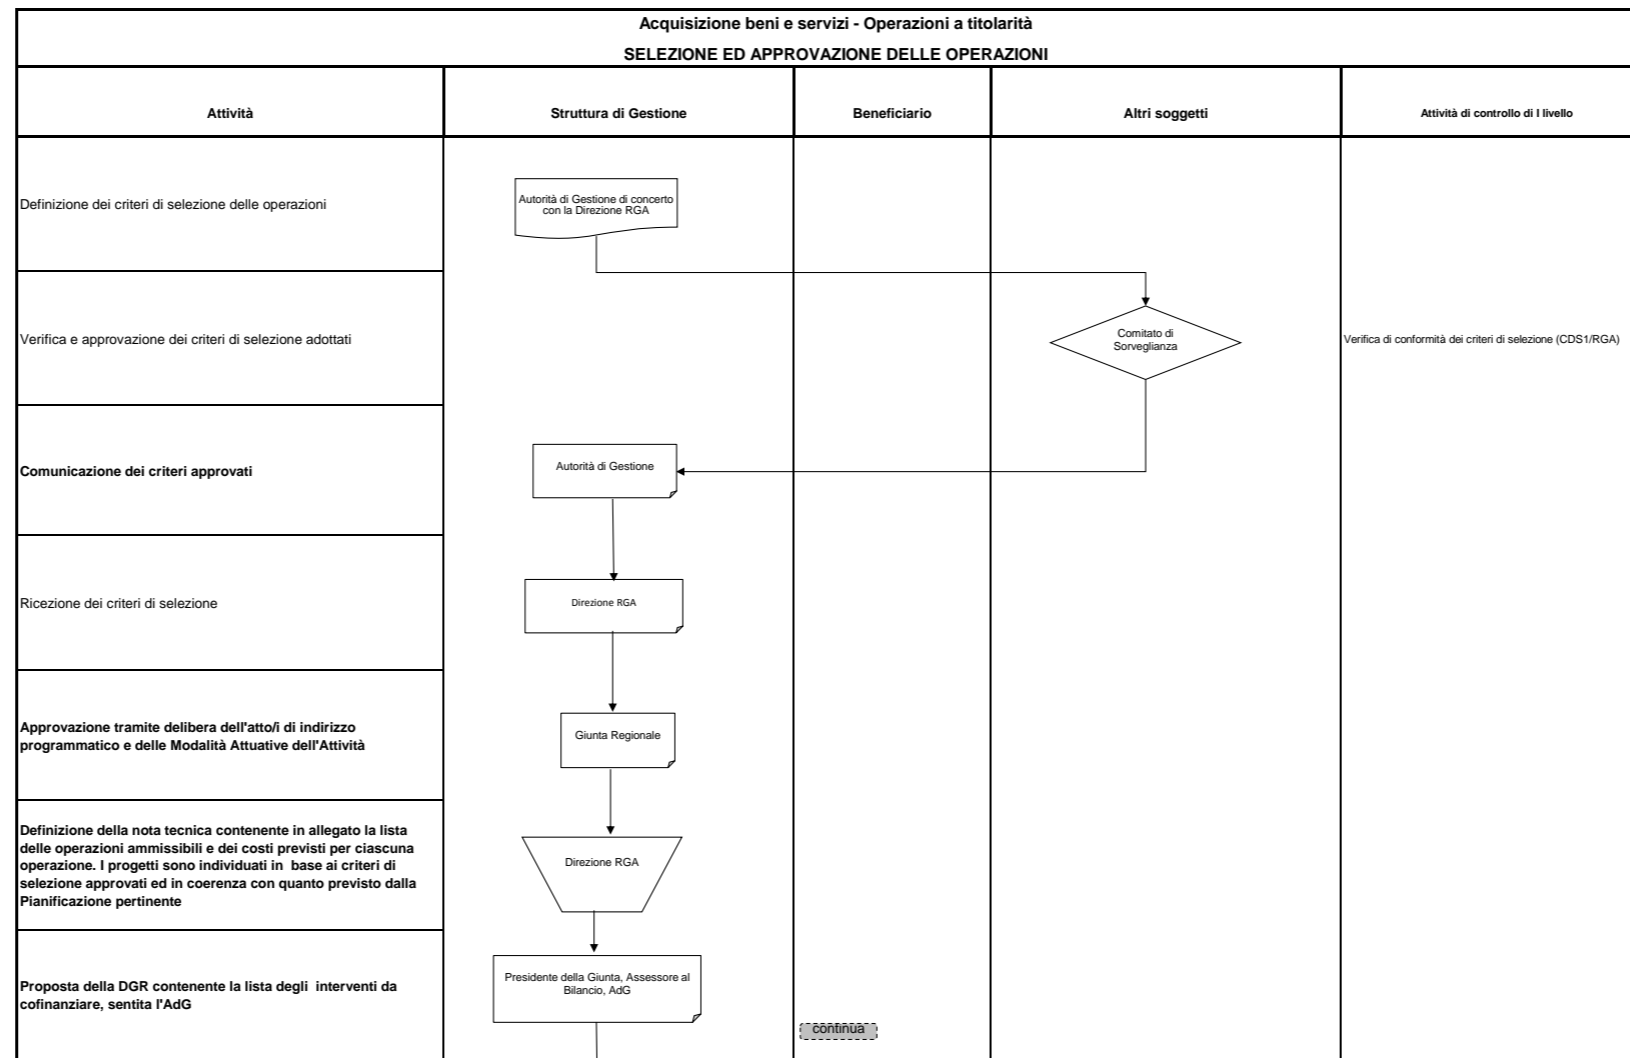 Acquisizione beni e servizi - Operazioni a titolarità
SELEZIONE ED APPROVAZIONE DELLE OPERAZIONI
Attività
Struttura di Gestione
Beneficiario
Altri soggetti
Attività di controllo di I livello
Definizione dei criteri di selezione delle operazioni
Autorità di Gestione di concerto
con la Direzione RGA
Verifica e approvazione dei criteri di selezione adottati
Comitato di
Sorveglianza
Verifica di conformità dei criteri di selezione (CDS1/RGA)
Comunicazione dei criteri approvati
Autorità di Gestione
Ricezione dei criteri di selezione
Direzione RGA
Approvazione tramite delibera dell'atto/i di indirizzo
programmatico e delle Modalità Attuative dell'Attività
Giunta Regionale
Definizione della nota tecnica contenente in allegato la lista
delle operazioni ammissibili e dei costi previsti per ciascuna
operazione. I progetti sono individuati in  base ai criteri di
selezione approvati ed in coerenza con quanto previsto dalla
Pianificazione pertinente
Direzione RGA
Proposta della DGR contenente la lista degli  interventi da
cofinanziare, sentita l'AdG
Presidente della Giunta, Assessore al
Bilancio, AdG
continua